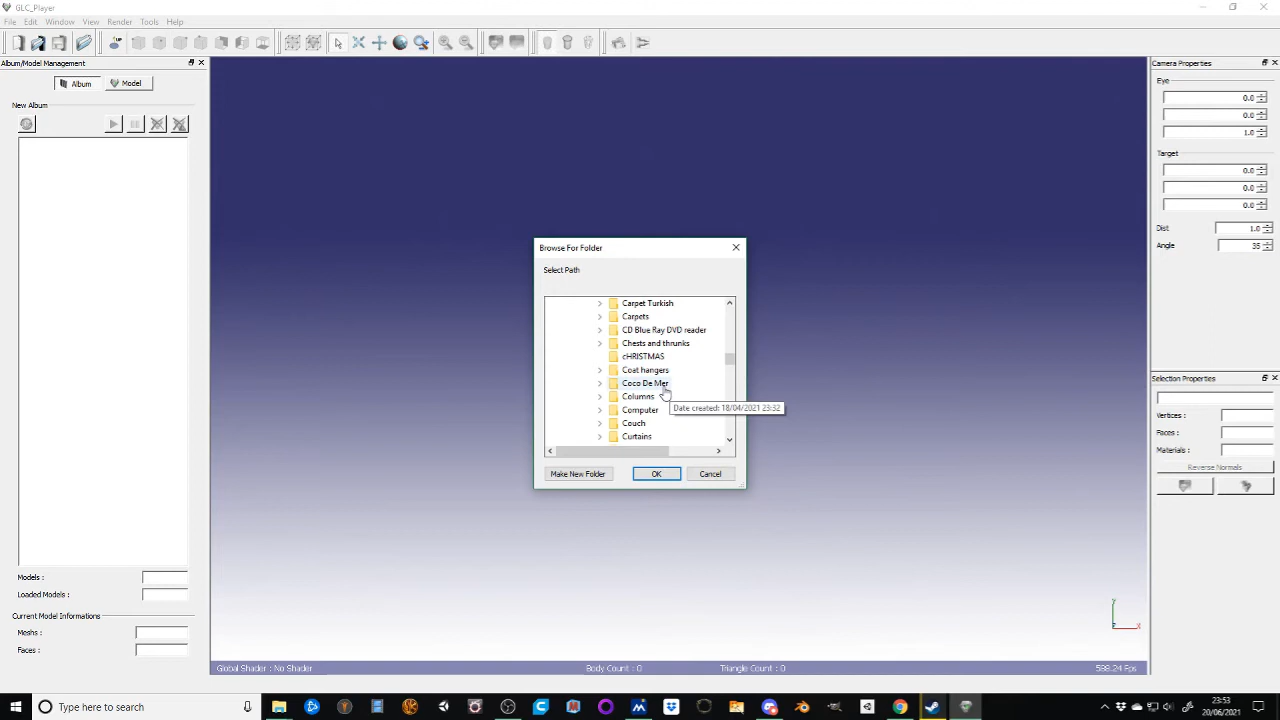 GLC_Player
File Edit Window View Render Tools Help
Album/Model Management
Album Model
New Album
Models :
Loaded Models :
Current Model Informations
Meshs :
Faces :
Browse For Folder
Select Path
Carpet Turkish
Carpets
CD Blue Ray DVD reader
Chests and thrunks
cHRISTMAS
Coat hangers
Coco De Mer
Columns
Computer
Couch
Curtains
Date created: 18/04/2021 23:32
Make New Folder OK Cancel
Camera Properties
Eye
0.0
0.0
1.0
Target
0.0
0.0
0.0
Dist 1.0
Angle 35
Selection Properties
Vertices :
Faces :
Materials :
Reverse Normals
Y
X
Global Shader : No Shader Body Count : 0 Triangle Count : 0 588.24 Fps
Type here to search
23:53
20/06/2021